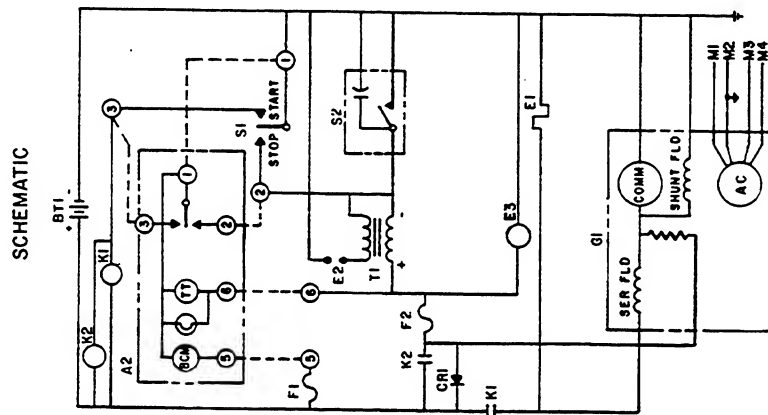 SCHEMATIC
+ BT1 -
K2
K1
3
A2
3
1
1
START
S1
STOP
2
2
BCM
TT
5
6
5
6
F1
S2
E2
T1
+ -
F2
E3
K2
CR1
E1
K1
G1
SER FLD
COMM
SHUNT FLD
AC
M1
M2
M3
M4